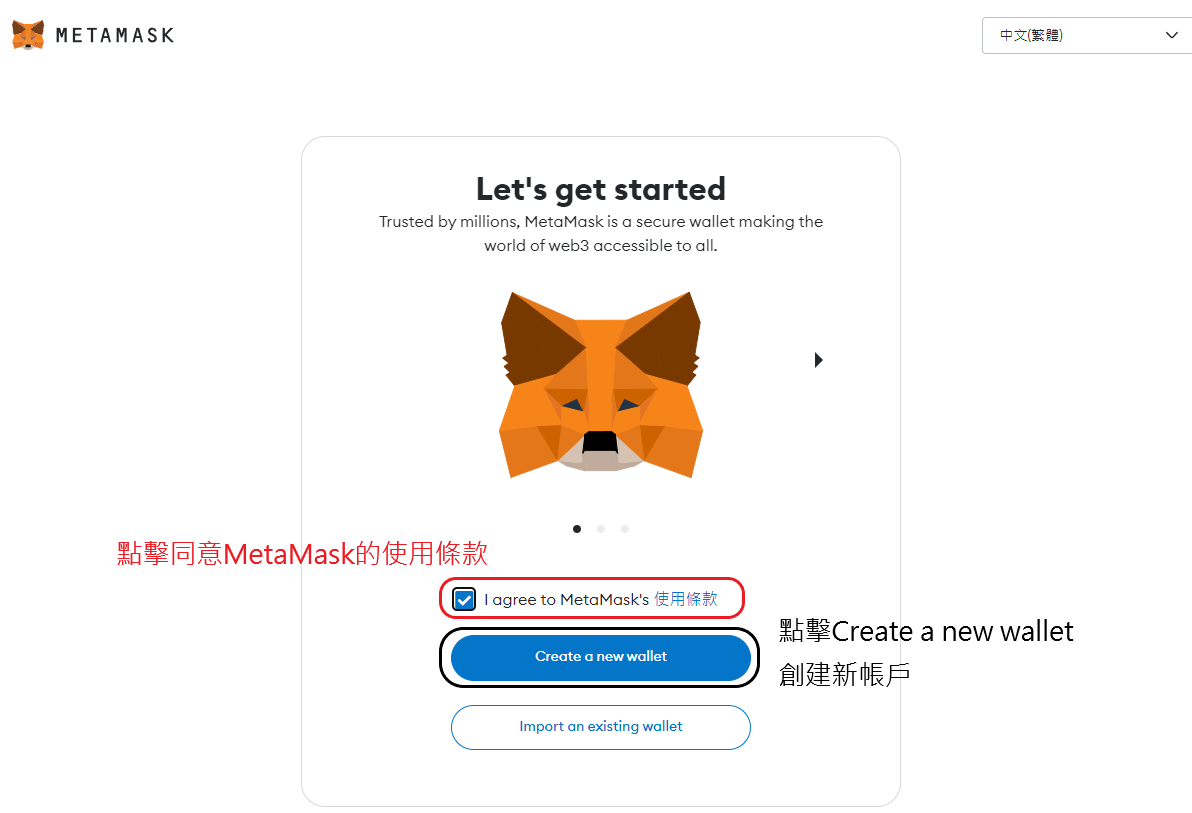 METAMASK
中文(繁體)
Let's get started
Trusted by millions, MetaMask is a secure wallet making the
world of web3 accessible to all.
點擊同意MetaMask的使用條款
I agree to MetaMask's 使用條款
點擊Create a new wallet
創建新帳戶
Create a new wallet
Import an existing wallet